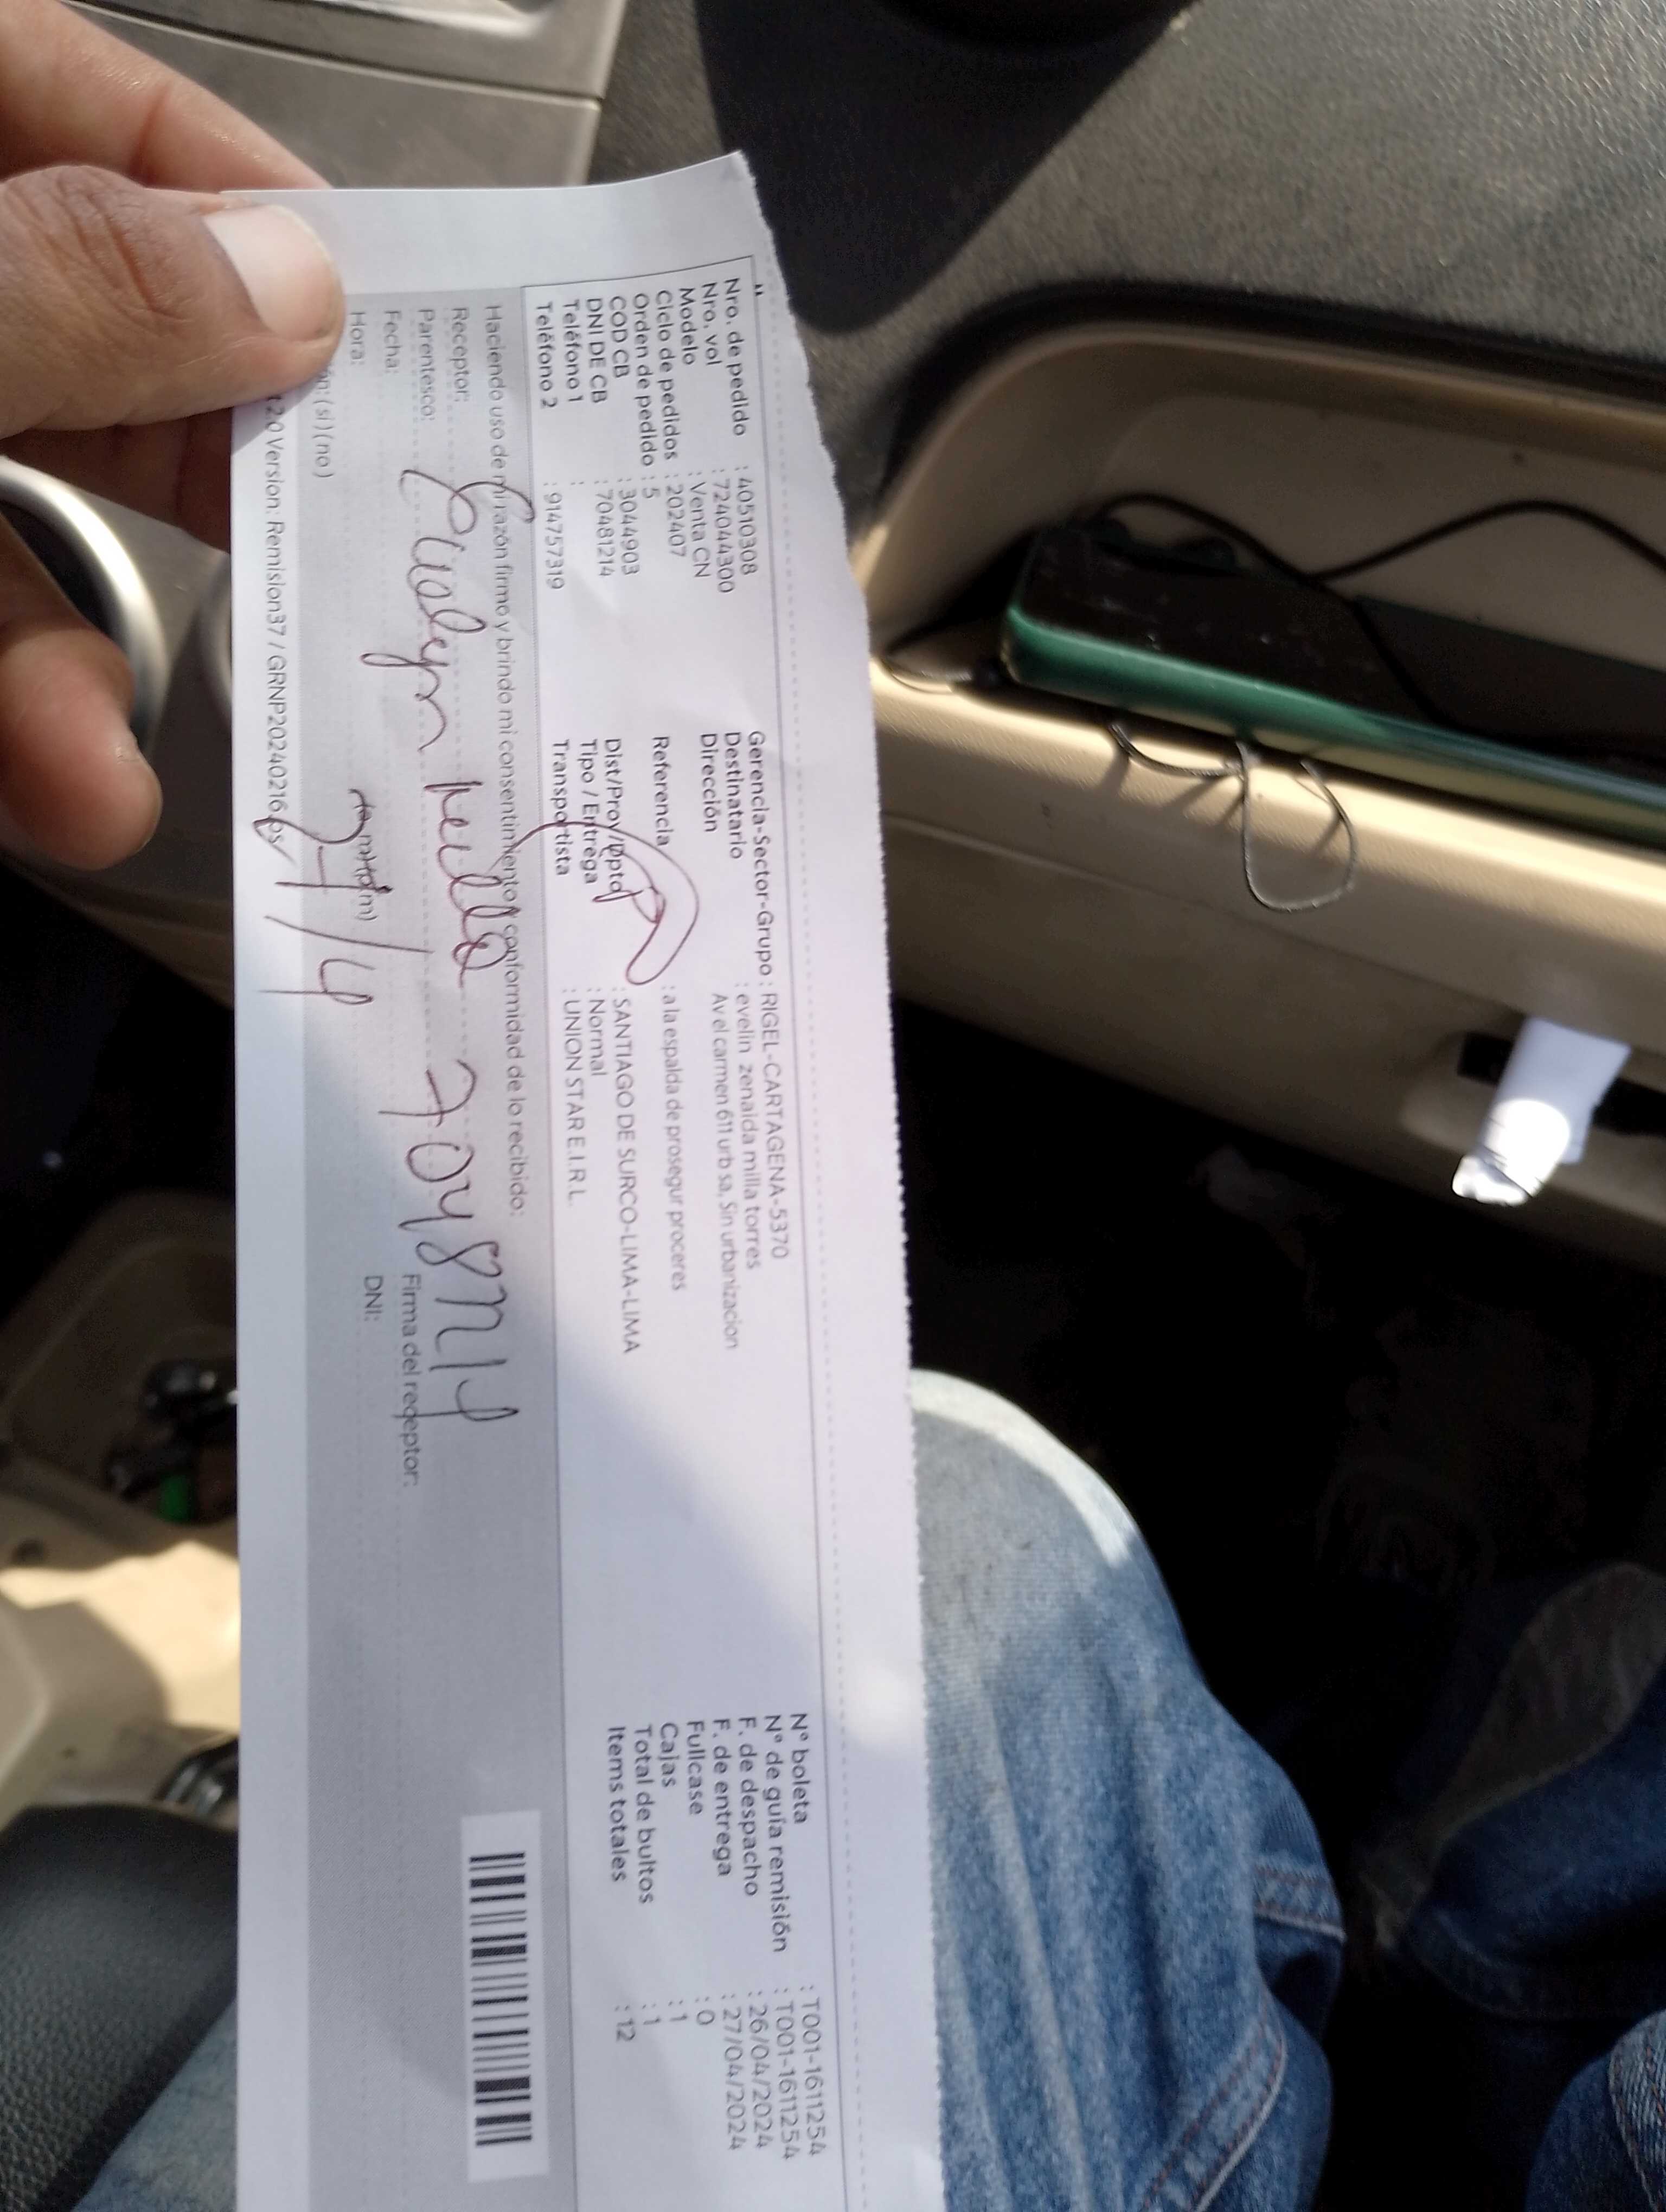 Nro. de pedido : 40510308
Nro. vol : 724044300
Modelo : Venta CN
Ciclo de pedidos : 202407
Orden de pedido : 5
COD CB : 3044903
DNI DE CB : 70481214
Teléfono 1 :
Teléfono 2 : 914757319
Gerencia-Sector-Grupo : RIGEL-CARTAGENA-5370
Destinatario : evelin zenaida milla torres
Dirección Av el carmen 611 urb sa, Sin urbanizacion
Referencia : a la espalda de prosegur proceres
Dist/Prov/Dpto : SANTIAGO DE SURCO-LIMA-LIMA
Tipo / Entrega : Normal
Transportista : UNION STAR E.I.R.L.
Nº boleta : T001-1611254
Nº de guía remisión : T001-1611254
F. de despacho : 26/04/2024
F. de entrega : 27/04/2024
Fullcase : 0
Cajas : 1
Total de bultos : 1
Items totales : 12
Haciendo uso de mi razón firmo y brindo mi consentimiento y conformidad de lo recibido:
Receptor:
Parentesco:
70481214
Fecha:
Firma del receptor:
Hora:
DNI:
(si) (no)
27/4
Version: Remision37 / GRNP20240216